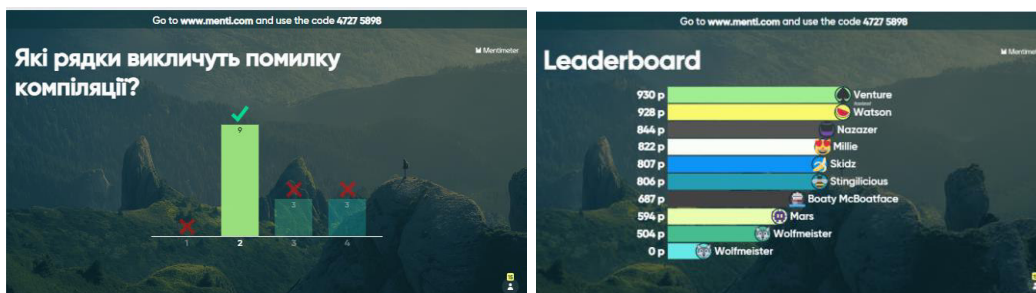 Go to www.menti.com and use the code 4727 5898
Які рядки викличуть помилку
компіляції?
Mentimeter
9
3
3
1
2
3
4
15
Go to www.menti.com and use the code 4727 5898
Leaderboard
Mentimeter
930 p Venture
928 p Watson
844 p Nazazer
822 p Millie
807 p Skidz
806 p Stingilicious
687 p Boaty McBoatface
594 p Mars
504 p Wolfmeister
0 p Wolfmeister